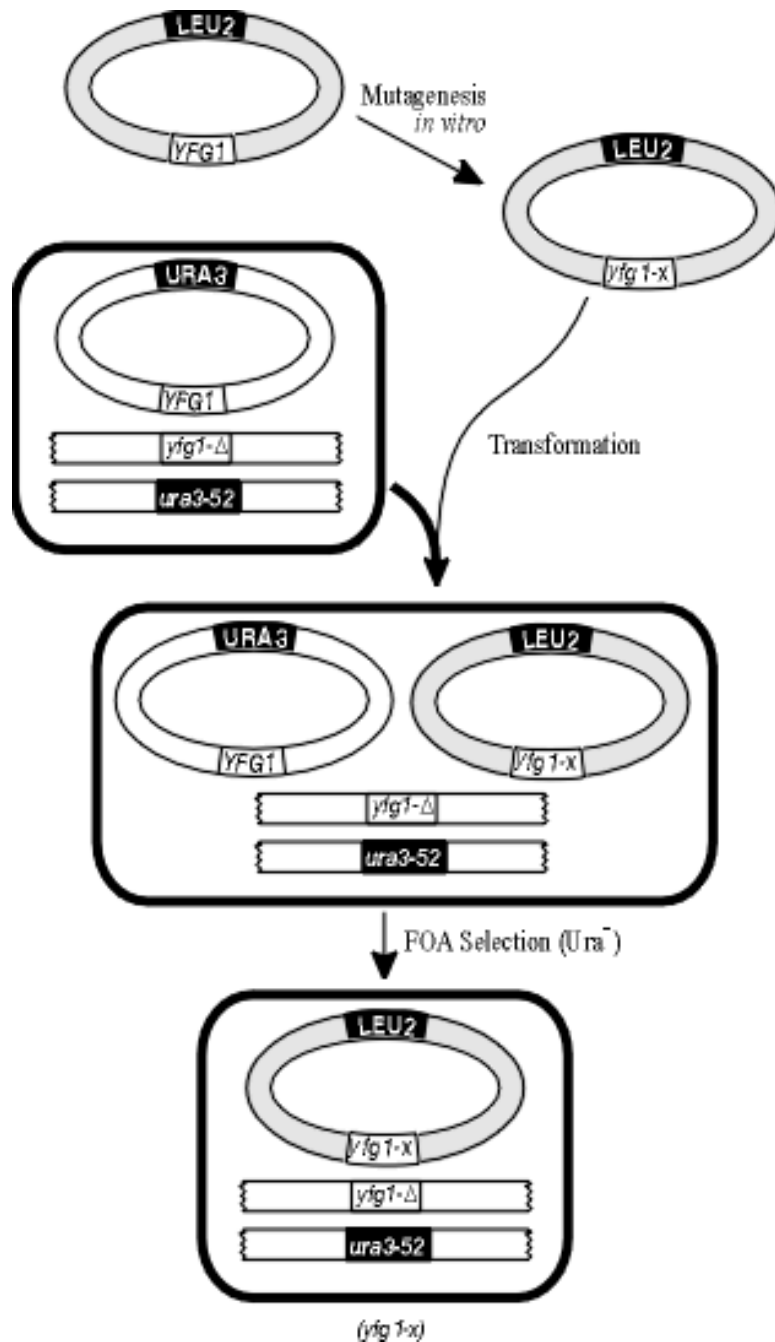 LEU2
YFG1
Mutagenesis
in vitro
LEU2
yfg1-x
URA3
YFG1
yfg1-Δ
ura3-52
Transformation
URA3
LEU2
YFG1
yfg1-x
yfg1-Δ
ura3-52
FOA Selection (Ura⁻)
LEU2
yfg1-x
yfg1-Δ
ura3-52
(yfg1-x)